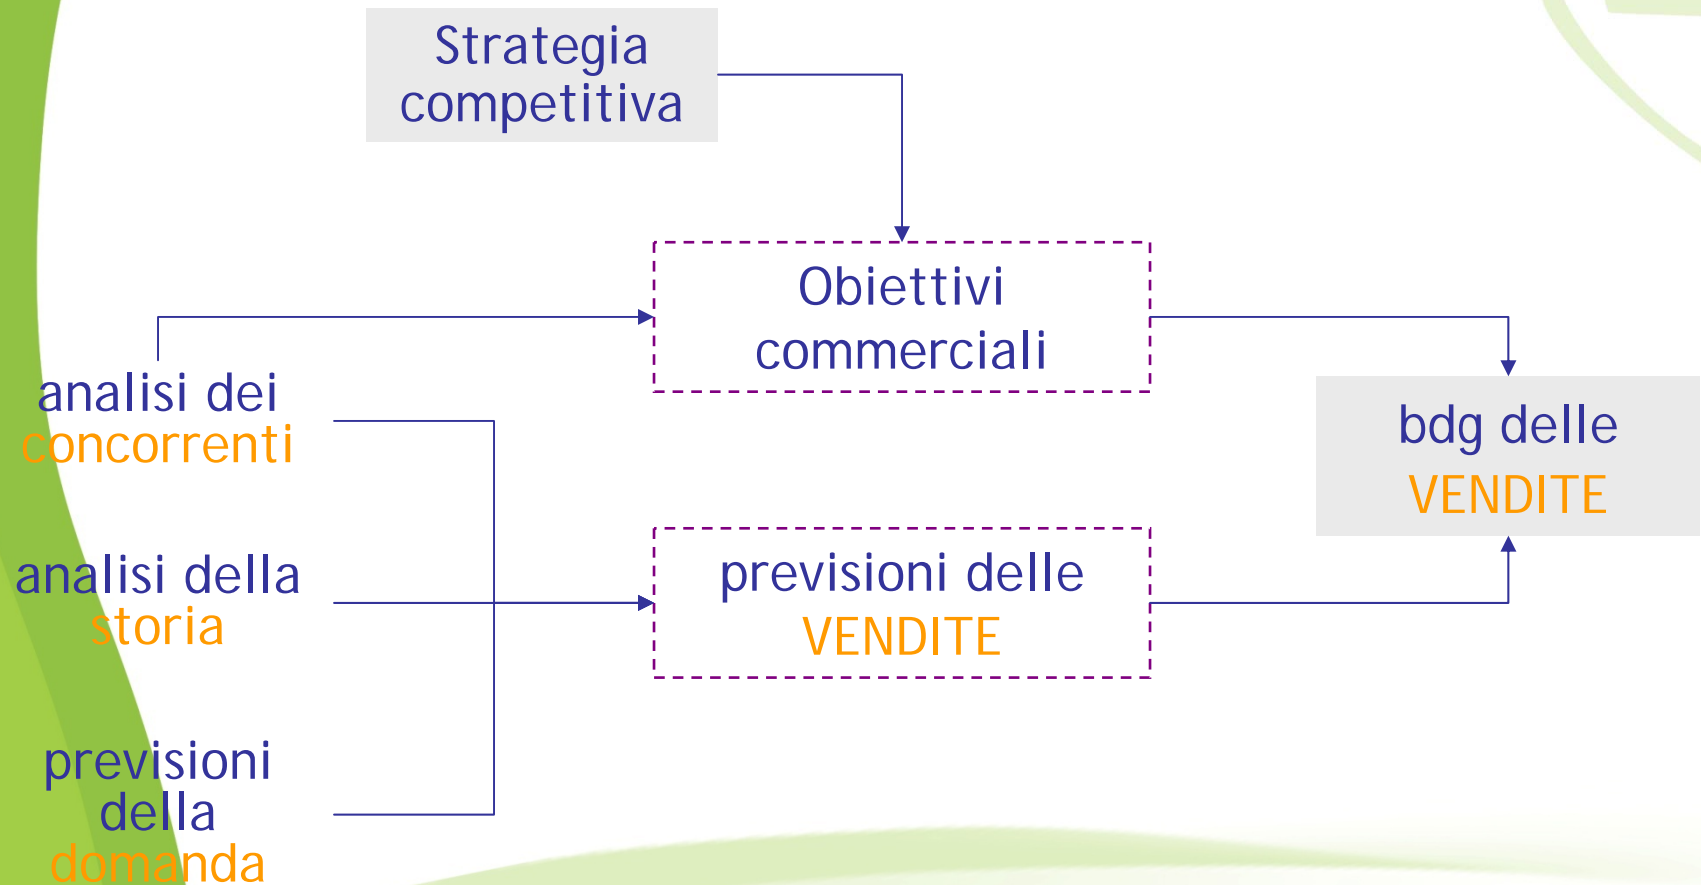 Strategia
competitiva
Obiettivi
commerciali
analisi dei
concorrenti
bdg delle
VENDITE
previsioni delle
VENDITE
analisi della
storia
previsioni
della
domanda